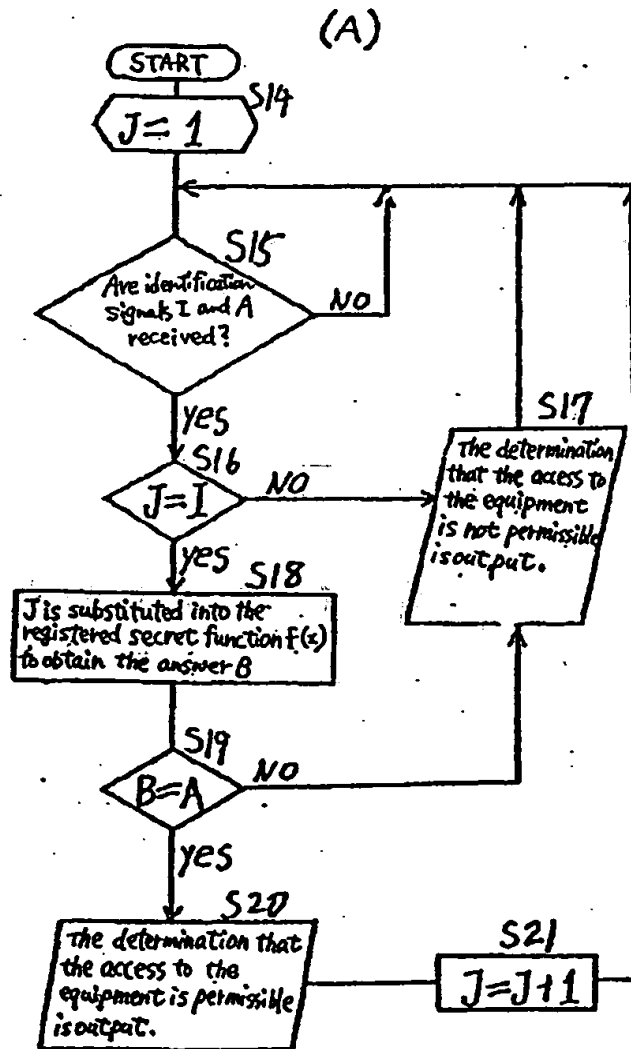 (A)
START
S14
J = 1
S15
Are identification
signals I and A
received?
NO
yes
S16
J=I
NO
yes
S17
The determination
that the access to
the equipment
is not permissible
is output.
S18
J is substituted into the
registered secret function f(x)
to obtain the answer B
S19
B=A
NO
yes
S20
The determination that
the access to the
equipment is permissible
is output.
S21
J=J+1